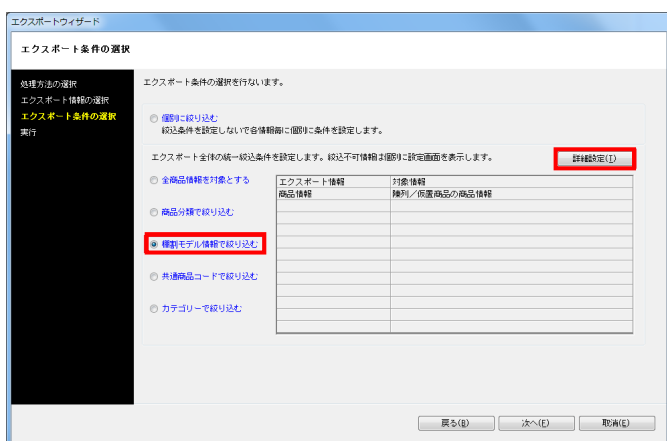 エクスポートウィザード
エクスポート条件の選択
処理方法の選択
エクスポート情報の選択
エクスポート条件の選択
実行
エクスポート条件の選択を行ないます。
個別に絞り込む
絞込条件を設定しないで各情報毎に個別に条件を設定します。
エクスポート全体の統一絞込条件を設定します。絞込不可情報は個別に設定画面を表示します。
詳細設定(I)
全商品情報を対象とする
商品分類で絞り込む
棚割モデル情報で絞り込む
共通商品コードで絞り込む
カテゴリーで絞り込む
エクスポート情報 対象情報
商品情報 陳列/仮置商品の商品情報
戻る(B) 次へ(F) 取消(E)